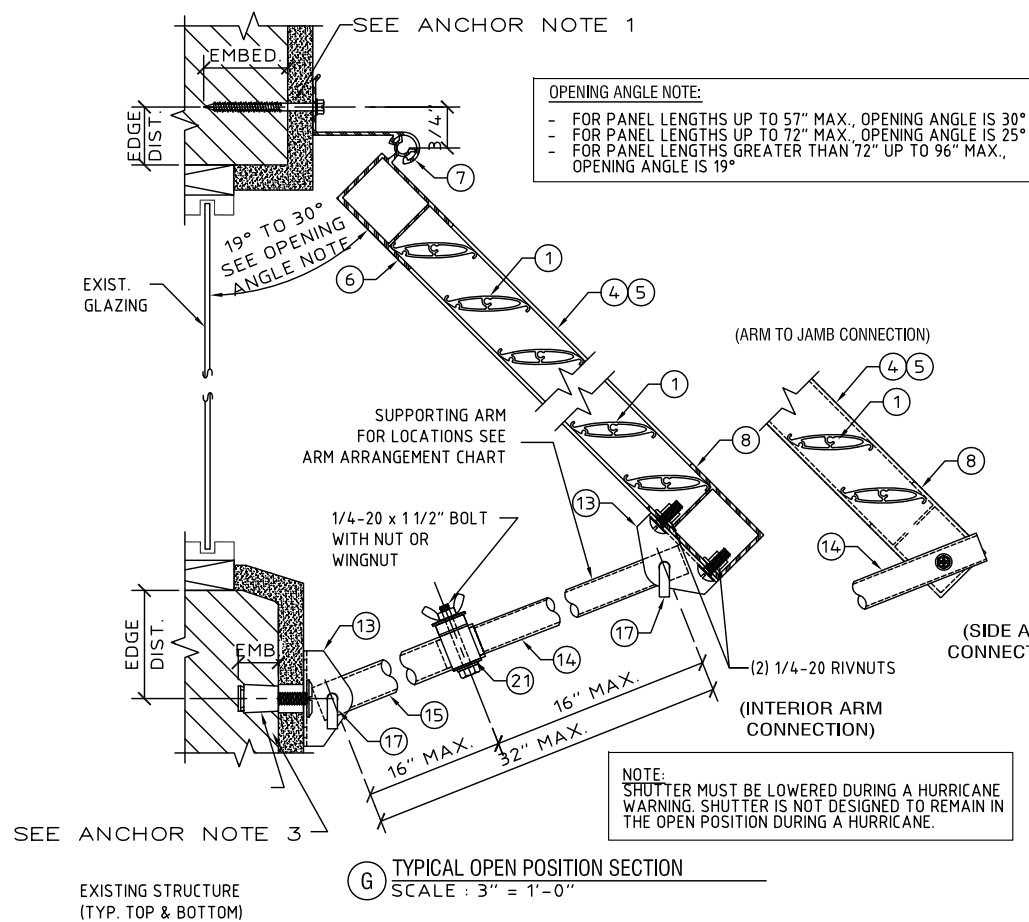 SEE ANCHOR NOTE 1
EMBED.
EDGE
DIST.
3/4"
7
OPENING ANGLE NOTE:
- FOR PANEL LENGTHS UP TO 57" MAX., OPENING ANGLE IS 30°
- FOR PANEL LENGTHS UP TO 72" MAX., OPENING ANGLE IS 25°
- FOR PANEL LENGTHS GREATER THAN 72" UP TO 96" MAX.,
OPENING ANGLE IS 19°
19° TO 30°
SEE OPENING
ANGLE NOTE
6
1
4 5
EXIST.
GLAZING
(ARM TO JAMB CONNECTION)
4 5
1
1
SUPPORTING ARM
FOR LOCATIONS SEE
ARM ARRANGEMENT CHART
8
8
13
1/4-20 x 1 1/2" BOLT
WITH NUT OR
WINGNUT
14
17
EDGE
DIST.
EMB.
13
14
21
15
17
(2) 1/4-20 RIVNUTS
(SIDE A
CONNECT
16" MAX.
16" MAX.
32" MAX.
(INTERIOR ARM
CONNECTION)
NOTE:
SHUTTER MUST BE LOWERED DURING A HURRICANE
WARNING. SHUTTER IS NOT DESIGNED TO REMAIN IN
THE OPEN POSITION DURING A HURRICANE.
SEE ANCHOR NOTE 3
G TYPICAL OPEN POSITION SECTION
SCALE : 3" = 1'-0"
EXISTING STRUCTURE
(TYP. TOP & BOTTOM)